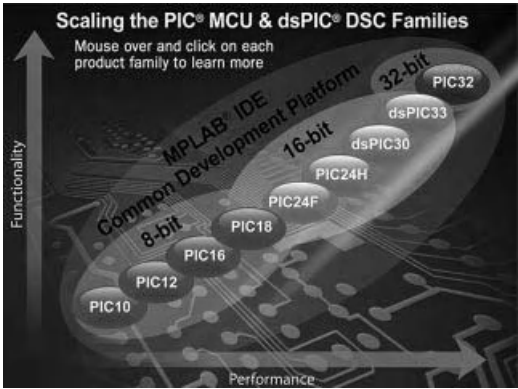 Scaling the PIC® MCU & dsPIC® DSC Families
Mouse over and click on each
product family to learn more
32-bit
PIC32
MPLAB® IDE
Common Development Platform
dsPIC33
16-bit
dsPIC30
PIC24H
PIC24F
8-bit
PIC18
PIC16
PIC12
PIC10
Functionality
Performance